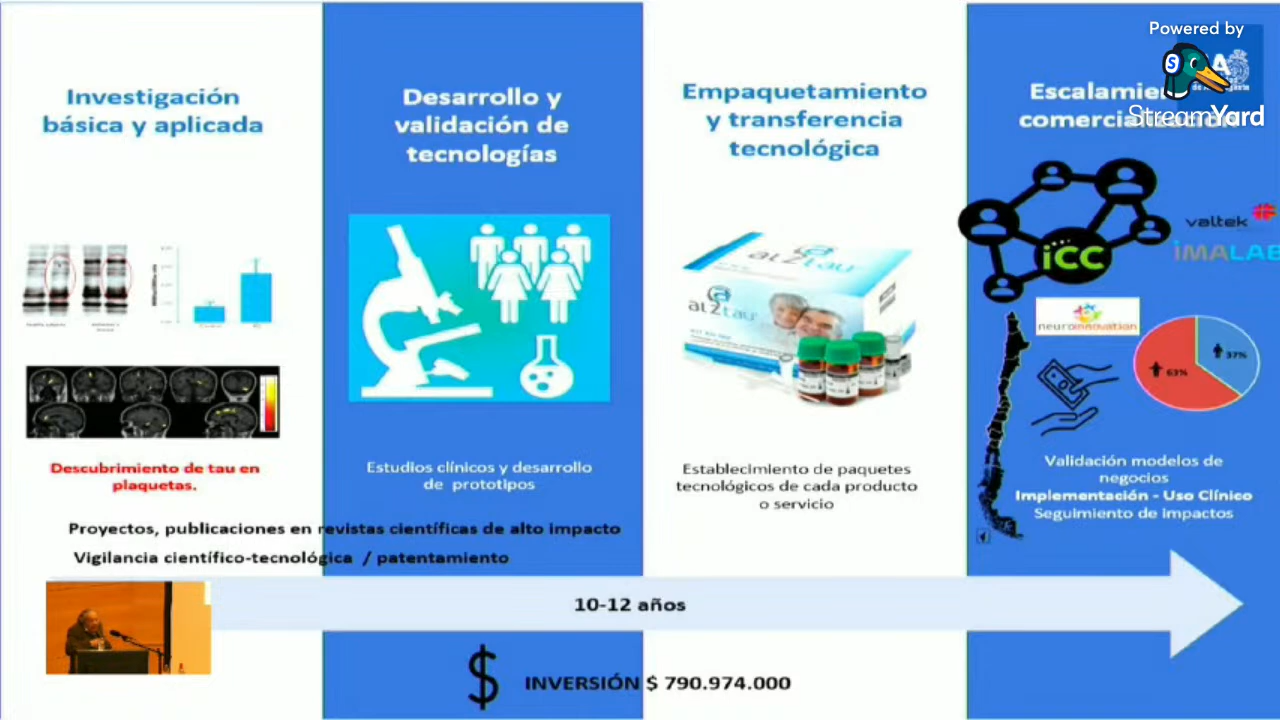 Powered by
StreamYard
Investigación
básica y aplicada
Desarrollo y
validación de
tecnologías
Empaquetamiento
y transferencia
tecnológica
valtek
iMALAB
iCC
alztau
alztau
neuroinnovation
37%
63%
Descubrimiento de tau en
plaquetas.
Estudios clínicos y desarrollo
de prototipos
Establecimiento de paquetes
tecnológicos de cada producto
o servicio
Validación modelos de
negocios
Implementación - Uso Clínico
Seguimiento de impactos
Proyectos, publicaciones en revistas científicas de alto impacto
Vigilancia científico-tecnológica / patentamiento
10-12 años
$ INVERSIÓN $ 790.974.000